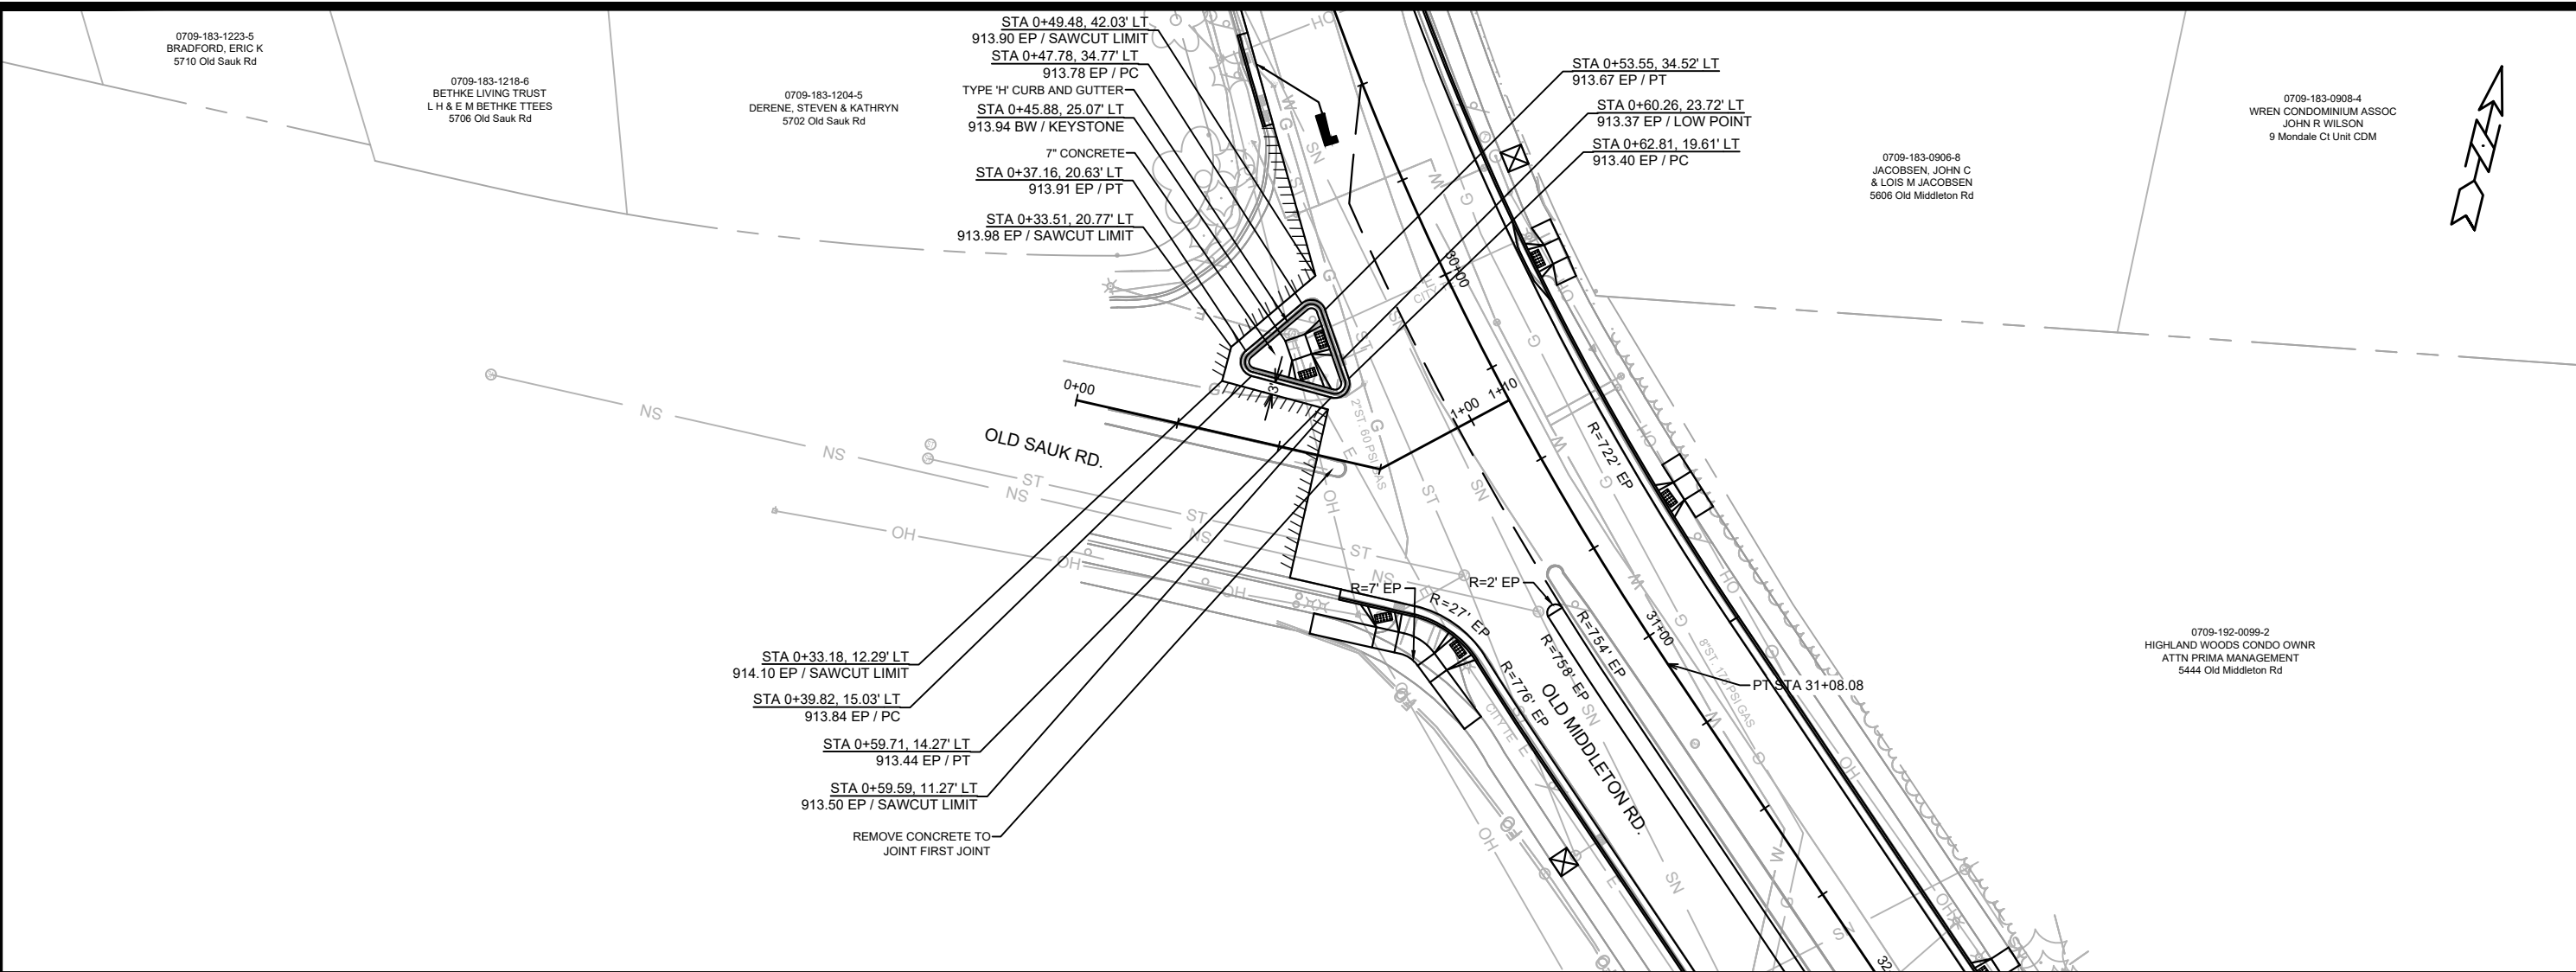 0709-183-1223-5
BRADFORD, ERIC K
5710 Old Sauk Rd
0709-183-1218-6
BETHKE LIVING TRUST
L H & E M BETHKE TTEES
5706 Old Sauk Rd
0709-183-1204-5
DERENE, STEVEN & KATHRYN
5702 Old Sauk Rd
STA 0+49.48, 42.03' LT
913.90 EP / SAWCUT LIMIT
STA 0+47.78, 34.77' LT
913.78 EP / PC
TYPE 'H' CURB AND GUTTER
STA 0+45.88, 25.07' LT
913.94 BW / KEYSTONE
7" CONCRETE
STA 0+37.16, 20.63' LT
913.91 EP / PT
STA 0+33.51, 20.77' LT
913.98 EP / SAWCUT LIMIT
STA 0+53.55, 34.52' LT
913.67 EP / PT
STA 0+60.26, 23.72' LT
913.37 EP / LOW POINT
STA 0+62.81, 19.61' LT
913.40 EP / PC
0709-183-0906-8
JACOBSEN, JOHN C
& LOIS M JACOBSEN
5606 Old Middleton Rd
0709-183-0908-4
WREN CONDOMINIUM ASSOC
JOHN R WILSON
9 Mondale Ct Unit CDM
30+00
0+00
3'
1+00
1+10
OLD SAUK RD.
2"ST. 60 PSI GAS
R=722' EP
R=7' EP
R=27' EP
R=2' EP
R=754' EP
R=758' EP
R=776' EP
31+00
8"ST. 175 PSI GAS
PT STA 31+08.08
OLD MIDDLETON RD.
STA 0+33.18, 12.29' LT
914.10 EP / SAWCUT LIMIT
STA 0+39.82, 15.03' LT
913.84 EP / PC
STA 0+59.71, 14.27' LT
913.44 EP / PT
STA 0+59.59, 11.27' LT
913.50 EP / SAWCUT LIMIT
REMOVE CONCRETE TO
JOINT FIRST JOINT
0709-192-0099-2
HIGHLAND WOODS CONDO OWNR
ATTN PRIMA MANAGEMENT
5444 Old Middleton Rd
32